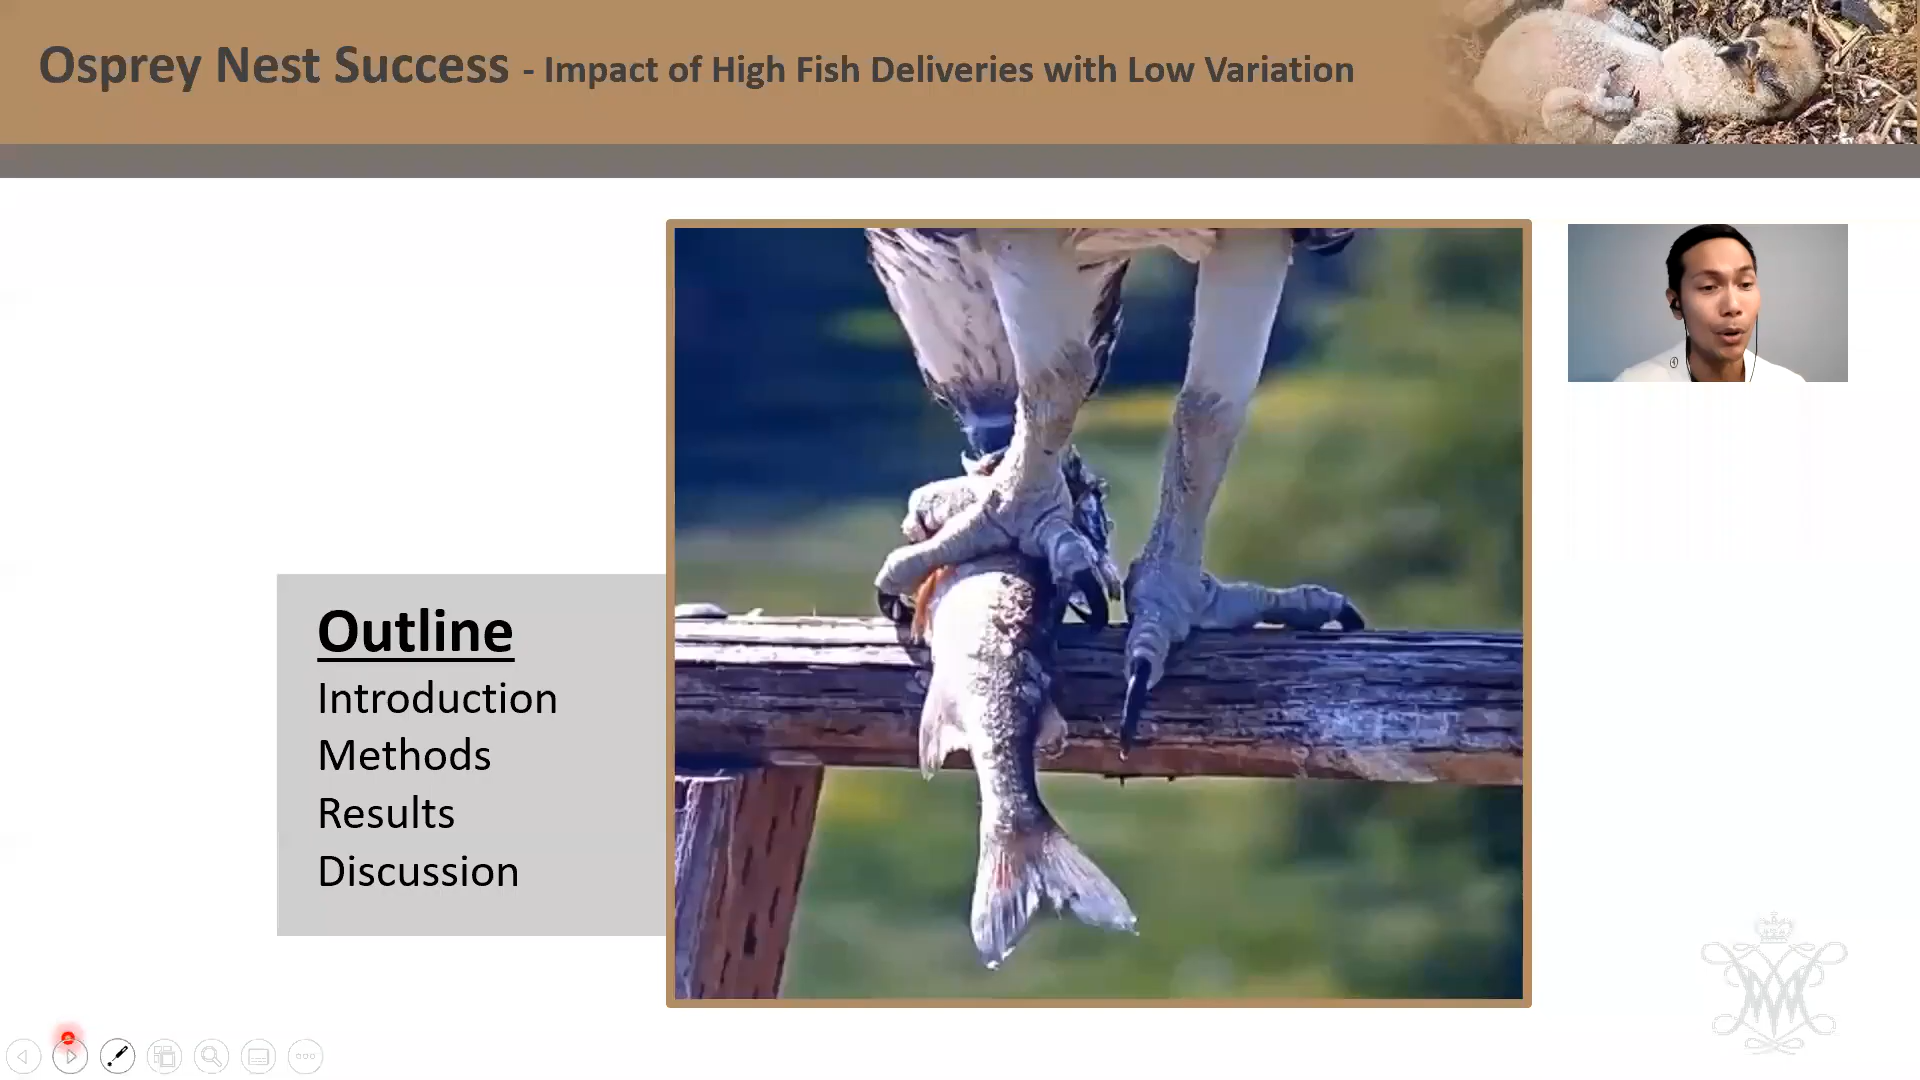 Osprey Nest Success - Impact of High Fish Deliveries with Low Variation
Outline
Introduction
Methods
Results
Discussion